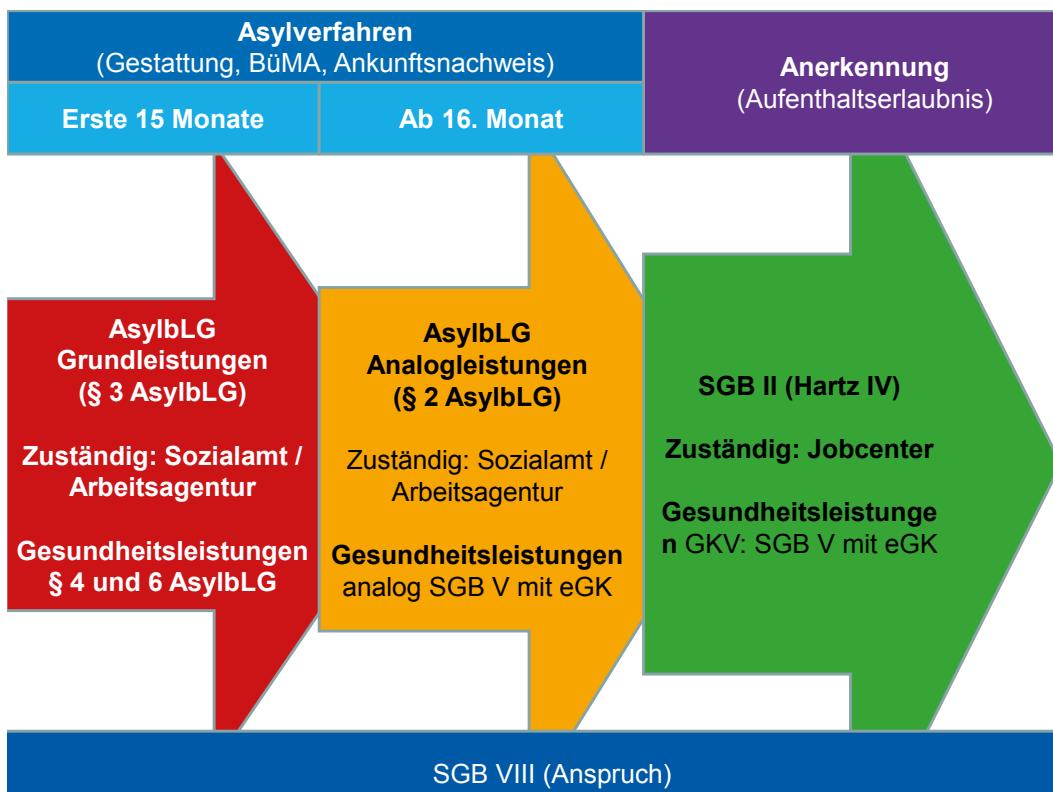 Asylverfahren
(Gestattung, BüMA, Ankunftsnachweis)
Anerkennung
(Aufenthaltserlaubnis)
Erste 15 Monate
Ab 16. Monat
AsylbLG
Grundleistungen
(§ 3 AsylbLG)
Zuständig: Sozialamt /
Arbeitsagentur
Gesundheitsleistungen
§ 4 und 6 AsylbLG
AsylbLG
Analogleistungen
(§ 2 AsylbLG)
Zuständig: Sozialamt /
Arbeitsagentur
Gesundheitsleistungen
analog SGB V mit eGK
SGB II (Hartz IV)
Zuständig: Jobcenter
Gesundheitsleistunge
n GKV: SGB V mit eGK
SGB VIII (Anspruch)